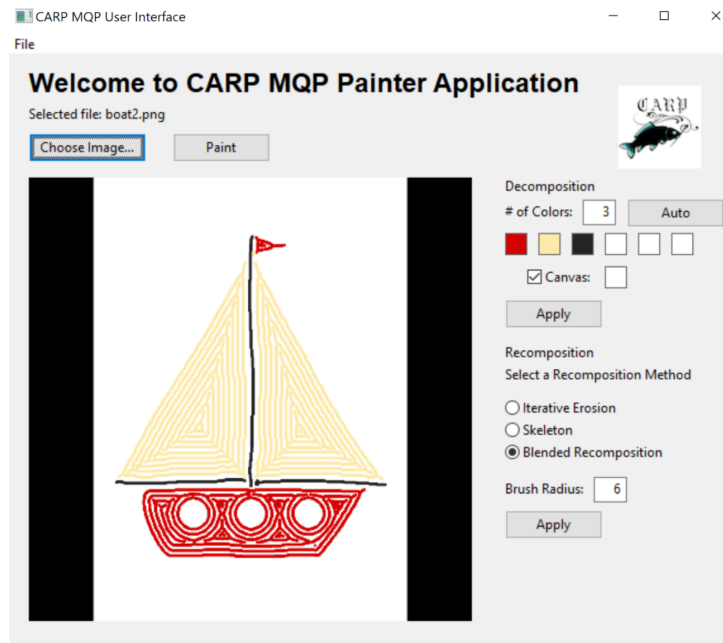 CARP MQP User Interface
File
Welcome to CARP MQP Painter Application
Selected file: boat2.png
CARP
Choose Image...
Paint
Decomposition
# of Colors: 3 Auto
Canvas:
Apply
Recomposition
Select a Recomposition Method
Iterative Erosion
Skeleton
Blended Recomposition
Brush Radius: 6
Apply